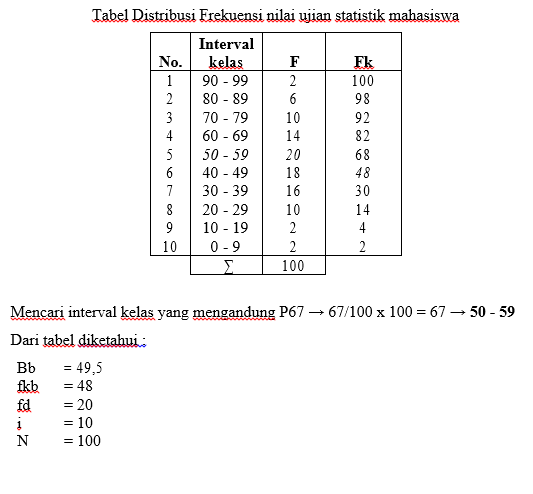 Tabel Distribusi Frekuensi nilai ujian statistik mahasiswa
No. Interval kelas F Fk
1 90 - 99 2 100
2 80 - 89 6 98
3 70 - 79 10 92
4 60 - 69 14 82
5 50 - 59 20 68
6 40 - 49 18 48
7 30 - 39 16 30
8 20 - 29 10 14
9 10 - 19 2 4
10 0 - 9 2 2
∑ 100
Mencari interval kelas yang mengandung P67 → 67/100 x 100 = 67 → 50 - 59
Dari tabel diketahui :
Bb = 49,5
fkb = 48
fd = 20
i = 10
N = 100